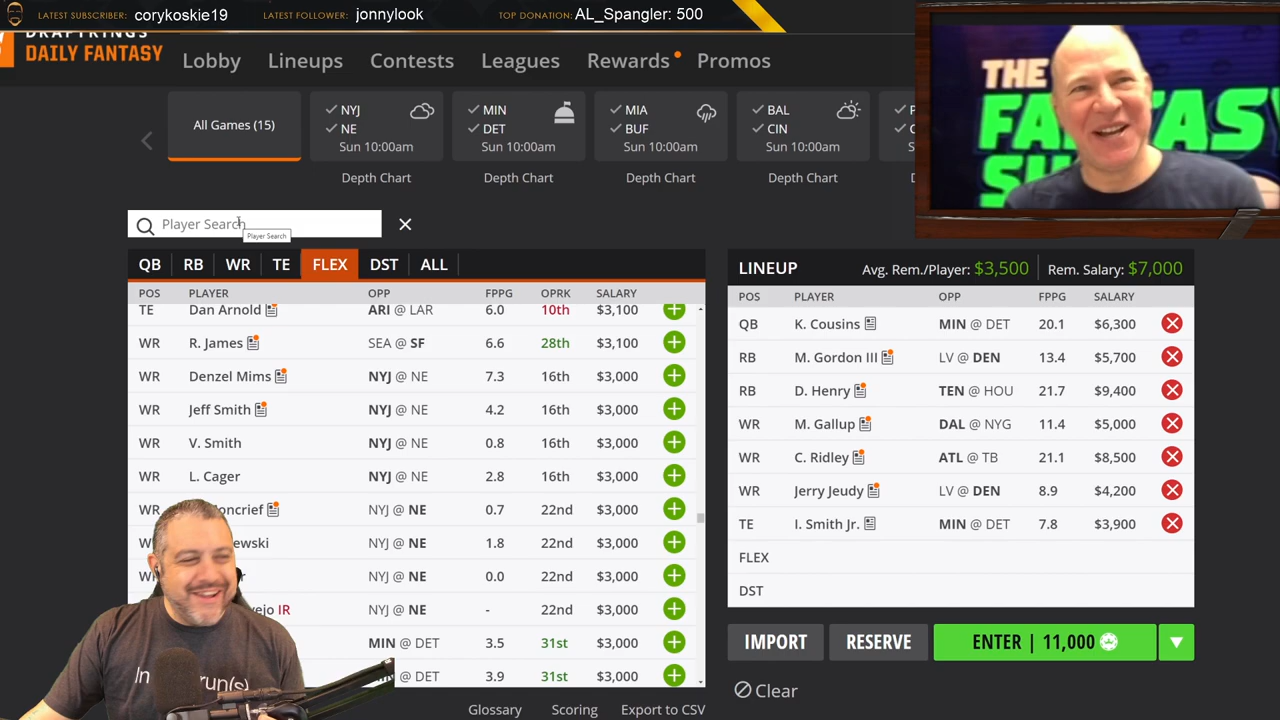 LATEST SUBSCRIBER: corykoskie19 LATEST FOLLOWER: jonnylook TOP DONATION: AL_Spangler: 500
DRAFTKINGS
DAILY FANTASY Lobby Lineups Contests Leagues Rewards Promos
THE
FANTASY
All Games (15)
NYJ
NE
Sun 10:00am
MIN
DET
Sun 10:00am
MIA
BUF
Sun 10:00am
BAL
CIN
Sun 10:00am
Depth Chart Depth Chart Depth Chart Depth Chart
Player Search
Player Search
QB RB WR TE FLEX DST ALL
POS PLAYER OPP FPPG OPRK SALARY
TE Dan Arnold ARI @ LAR 6.0 10th $3,100
WR R. James SEA @ SF 6.6 28th $3,100
WR Denzel Mims NYJ @ NE 7.3 16th $3,000
WR Jeff Smith NYJ @ NE 4.2 16th $3,000
WR V. Smith NYJ @ NE 0.8 16th $3,000
WR L. Cager NYJ @ NE 2.8 16th $3,000
WR oncrief NYJ @ NE 0.7 22nd $3,000
ewski NYJ @ NE 1.8 22nd $3,000
NYJ @ NE 0.0 22nd $3,000
ejo IR NYJ @ NE - 22nd $3,000
MIN @ DET 3.5 31st $3,000
@ DET 3.9 31st $3,000
Glossary Scoring Export to CSV
LINEUP Avg. Rem./Player: $3,500 Rem. Salary: $7,000
POS PLAYER OPP FPPG SALARY
QB K. Cousins MIN @ DET 20.1 $6,300
RB M. Gordon III LV @ DEN 13.4 $5,700
RB D. Henry TEN @ HOU 21.7 $9,400
WR M. Gallup DAL @ NYG 11.4 $5,000
WR C. Ridley ATL @ TB 21.1 $8,500
WR Jerry Jeudy LV @ DEN 8.9 $4,200
TE I. Smith Jr. MIN @ DET 7.8 $3,900
FLEX
DST
IMPORT RESERVE ENTER | 11,000
Clear